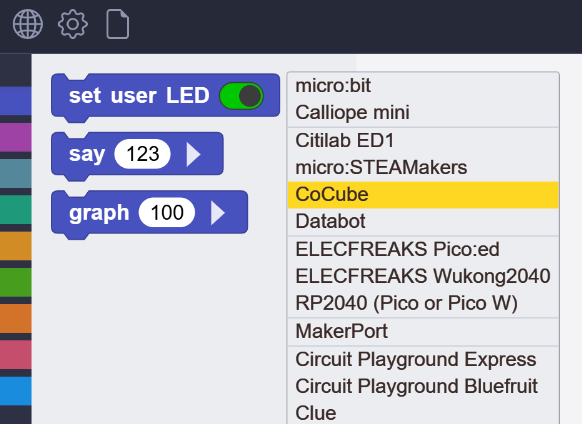 set user LED
say 123
graph 100
micro:bit
Calliope mini
Citilab ED1
micro:STEAMakers
CoCube
Databot
ELECFREAKS Pico:ed
ELECFREAKS Wukong2040
RP2040 (Pico or Pico W)
MakerPort
Circuit Playground Express
Circuit Playground Bluefruit
Clue